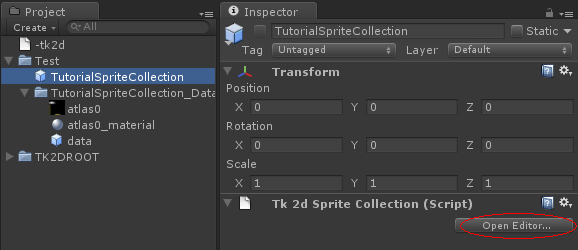 Project
Create
All
-tk2d
Test
TutorialSpriteCollection
TutorialSpriteCollection_Data
atlas0
atlas0_material
data
TK2DROOT
Inspector
TutorialSpriteCollection
Static
Tag Untagged Layer Default
Transform
Position
X 0 Y 0 Z 0
Rotation
X 0 Y 0 Z 0
Scale
X 1 Y 1 Z 1
Tk 2d Sprite Collection (Script)
Open Editor...